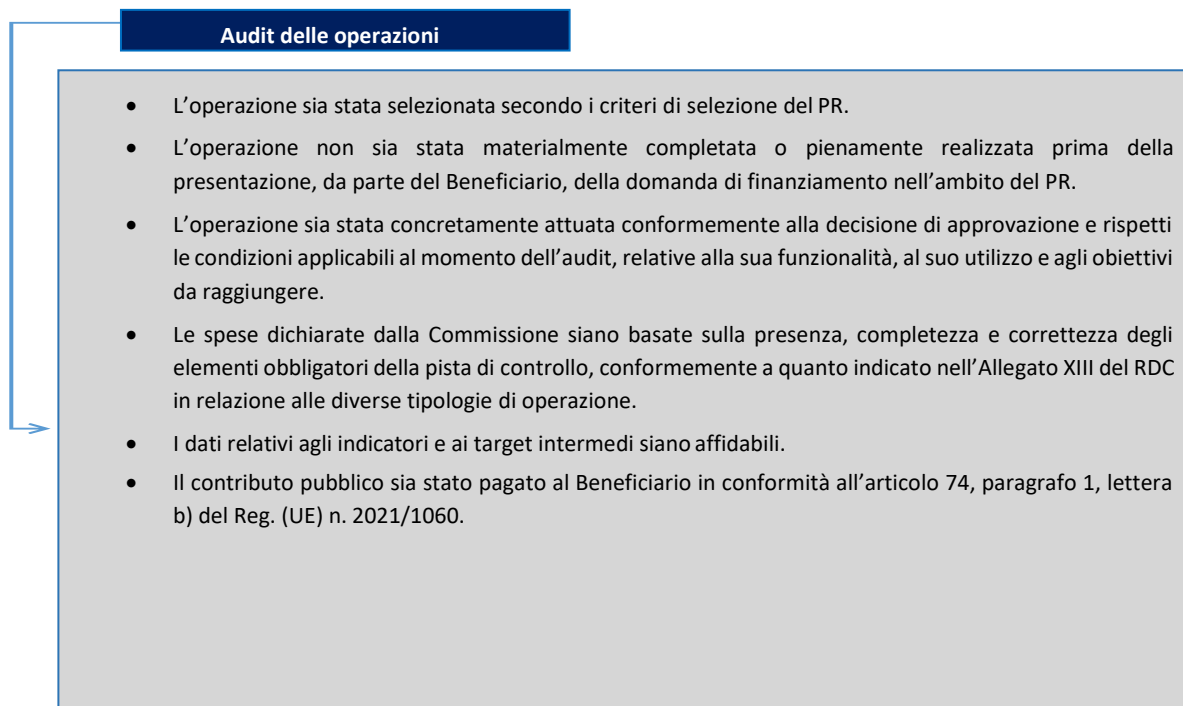 Audit delle operazioni
• L’operazione sia stata selezionata secondo i criteri di selezione del PR.
• L’operazione non sia stata materialmente completata o pienamente realizzata prima della
presentazione, da parte del Beneficiario, della domanda di finanziamento nell’ambito del PR.
• L’operazione sia stata concretamente attuata conformemente alla decisione di approvazione e rispetti
le condizioni applicabili al momento dell’audit, relative alla sua funzionalità, al suo utilizzo e agli obiettivi
da raggiungere.
• Le spese dichiarate dalla Commissione siano basate sulla presenza, completezza e correttezza degli
elementi obbligatori della pista di controllo, conformemente a quanto indicato nell’Allegato XIII del RDC
in relazione alle diverse tipologie di operazione.
• I dati relativi agli indicatori e ai target intermedi siano affidabili.
• Il contributo pubblico sia stato pagato al Beneficiario in conformità all’articolo 74, paragrafo 1, lettera
b) del Reg. (UE) n. 2021/1060.